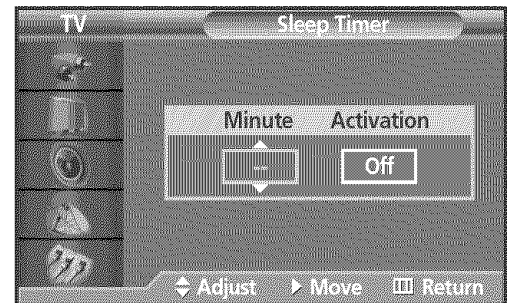 TV Sleep Timer
Minute Activation
--- Off
Adjust Move Return